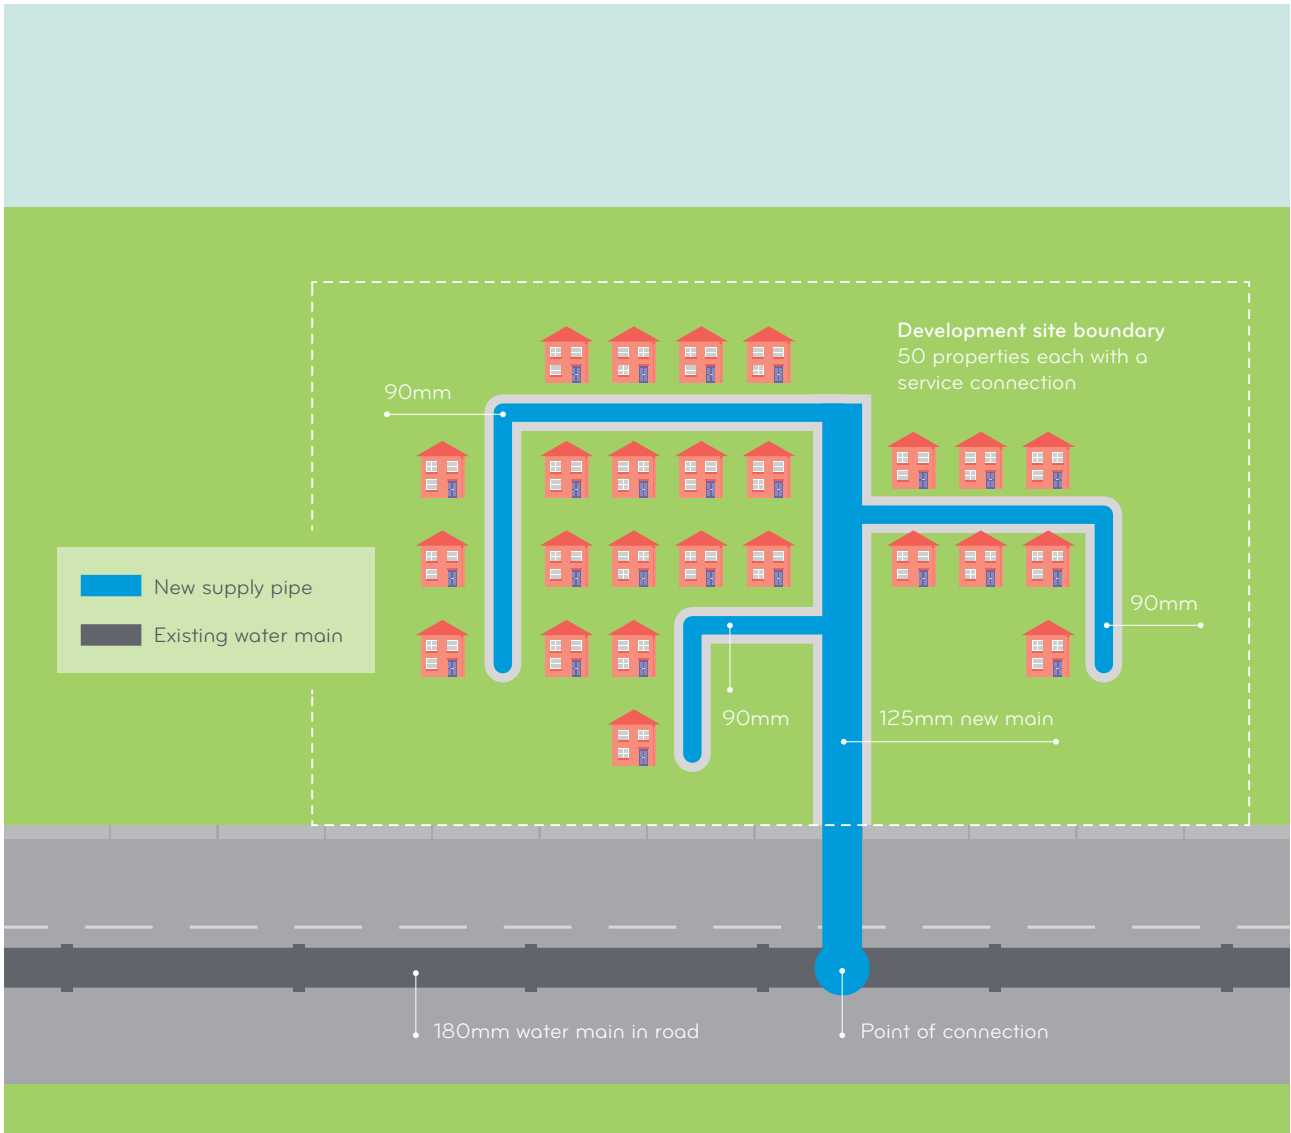 Development site boundary
50 properties each with a
service connection
90mm
New supply pipe
Existing water main
90mm
90mm
125mm new main
180mm water main in road
Point of connection